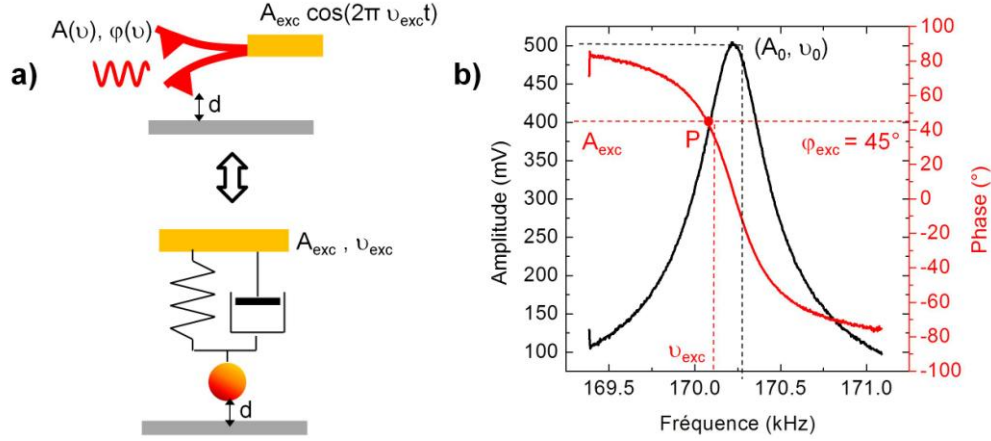 a)
A(υ), φ(υ)
A_exc cos(2π υ_exc t)
d
A_exc , υ_exc
d
b)
Amplitude (mV)
500
450
400
350
300
250
200
150
100
(A₀, υ₀)
A_exc
P
φ_exc = 45°
υ_exc
100
80
60
40
20
0
-20
-40
-60
-80
-100
Phase (°)
169.5
170.0
170.5
171.0
Fréquence (kHz)